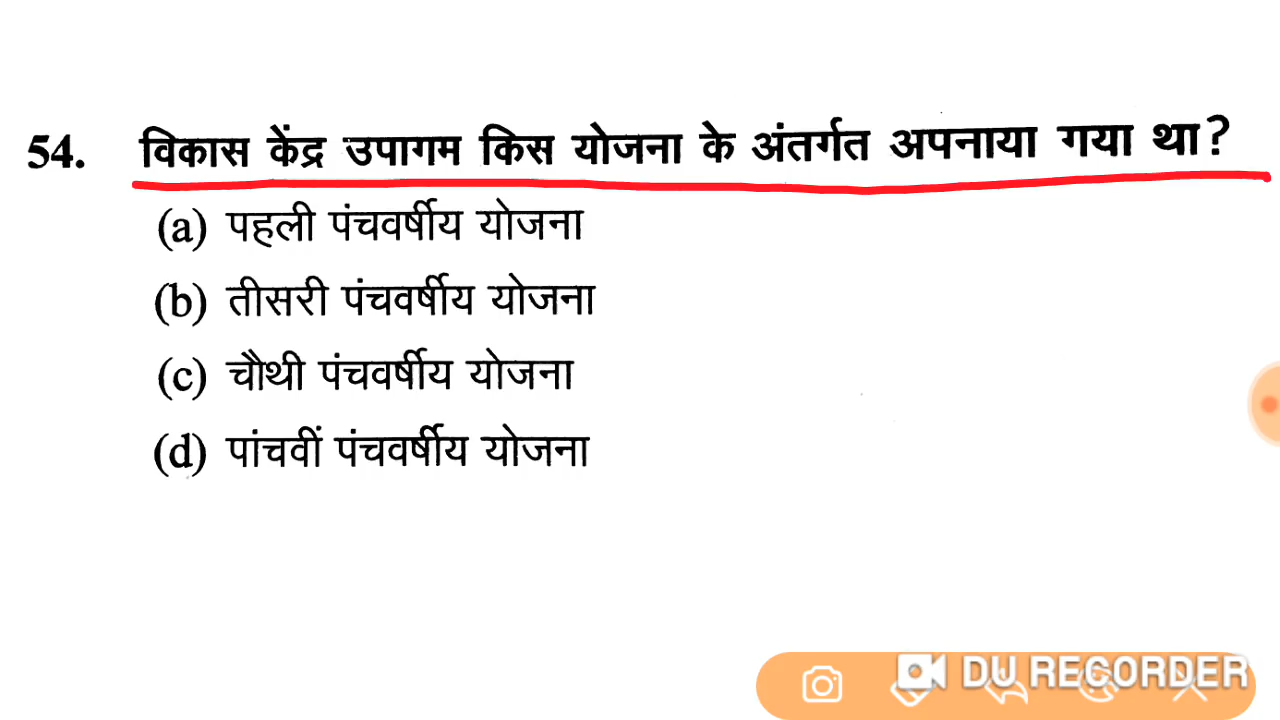 54. विकास केंद्र उपागम किस योजना के अंतर्गत अपनाया गया था?
(a) पहली पंचवर्षीय योजना
(b) तीसरी पंचवर्षीय योजना
(c) चौथी पंचवर्षीय योजना
(d) पांचवीं पंचवर्षीय योजना
DU RECORDER